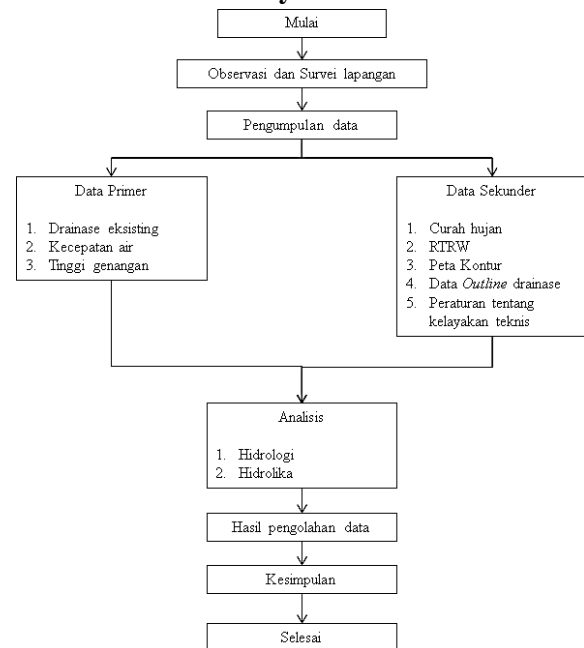 Mulai
Observasi dan Survei lapangan
Pengumpulan data
Data Primer
1. Drainase eksisting
2. Kecepatan air
3. Tinggi genangan
Data Sekunder
1. Curah hujan
2. RTRW
3. Peta Kontur
4. Data Outline drainase
5. Peraturan tentang
kelayakan teknis
Analisis
1. Hidrologi
2. Hidrolika
Hasil pengolahan data
Kesimpulan
Selesai